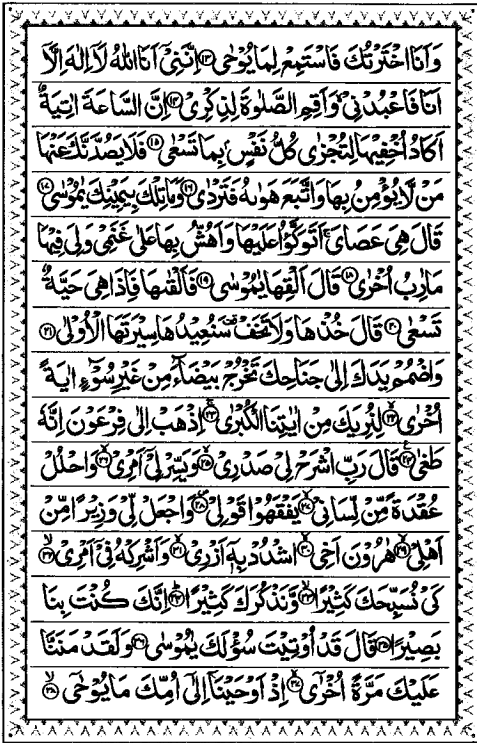 وَاَنَا اخْتَرْتُكَ فَاسْتَمِعْ لِمَا يُوْحٰى ﴿۱۳﴾ اِنَّنِیْۤ اَنَا اللّٰهُ لَاۤ اِلٰهَ اِلَّاۤ
اَنَا فَاعْبُدْنِیْ ۙ وَاَقِمِ الصَّلٰوةَ لِذِكْرِیْ ﴿۱۴﴾ اِنَّ السَّاعَةَ اٰتِیَةٌ
اَكَادُ اُخْفِیْهَا لِتُجْزٰى كُلُّ نَفْسٍۭ بِمَا تَسْعٰى ﴿۱۵﴾ فَلَا یَصُدَّنَّكَ عَنْهَا
مَنْ لَّا یُؤْمِنُ بِهَا وَاتَّبَعَ هَوٰىهُ فَتَرْدٰى ﴿۱۶﴾ وَمَا تِلْكَ بِیَمِیْنِكَ یٰمُوْسٰى ﴿۱۷﴾
قَالَ هِیَ عَصَایَ ۚ اَتَوَكَّؤُا عَلَیْهَا وَاَهُشُّ بِهَا عَلٰى غَنَمِیْ وَلِیَ فِیْهَا
مَاٰرِبُ اُخْرٰى ﴿۱۸﴾ قَالَ اَلْقِهَا یٰمُوْسٰى ﴿۱۹﴾ فَاَلْقٰىهَا فَاِذَا هِیَ حَیَّةٌ
تَسْعٰى ﴿۲۰﴾ قَالَ خُذْهَا وَلَا تَخَفْ ۥ سَنُعِیْدُهَا سِیْرَتَهَا الْاُوْلٰى ﴿۲۱﴾
وَاضْمُمْ یَدَكَ اِلٰى جَنَاحِكَ تَخْرُجْ بَیْضَآءَ مِنْ غَیْرِ سُوْٓءٍ اٰیَةً
اُخْرٰى ﴿۲۲﴾ لِنُرِیَكَ مِنْ اٰیٰتِنَا الْكُبْرٰى ﴿۲۳﴾ اِذْهَبْ اِلٰى فِرْعَوْنَ اِنَّهٗ
طَغٰى ﴿۲۴﴾ قَالَ رَبِّ اشْرَحْ لِیْ صَدْرِیْ ﴿۲۵﴾ وَیَسِّرْ لِیْۤ اَمْرِیْ ﴿۲۶﴾ وَاحْلُلْ
عُقْدَةً مِّنْ لِّسَانِیْ ﴿۲۷﴾ یَفْقَهُوْا قَوْلِیْ ﴿۲۸﴾ وَاجْعَلْ لِّیْ وَزِیْرًا مِّنْ
اَهْلِیْ ﴿۲۹﴾ هٰرُوْنَ اَخِی ﴿۳۰﴾ اشْدُدْ بِهٖۤ اَزْرِیْ ﴿۳۱﴾ وَاَشْرِكْهُ فِیْۤ اَمْرِیْ ﴿۳۲﴾
كَیْ نُسَبِّحَكَ كَثِیْرًا ﴿۳۳﴾ وَّنَذْكُرَكَ كَثِیْرًا ﴿۳۴﴾ اِنَّكَ كُنْتَ بِنَا
بَصِیْرًا ﴿۳۵﴾ قَالَ قَدْ اُوْتِیْتَ سُؤْلَكَ یٰمُوْسٰى ﴿۳۶﴾ وَلَقَدْ مَنَنَّا
عَلَیْكَ مَرَّةً اُخْرٰۤى ﴿۳۷﴾ اِذْ اَوْحَیْنَاۤ اِلٰۤى اُمِّكَ مَا یُوْحٰۤى ﴿۳۸﴾